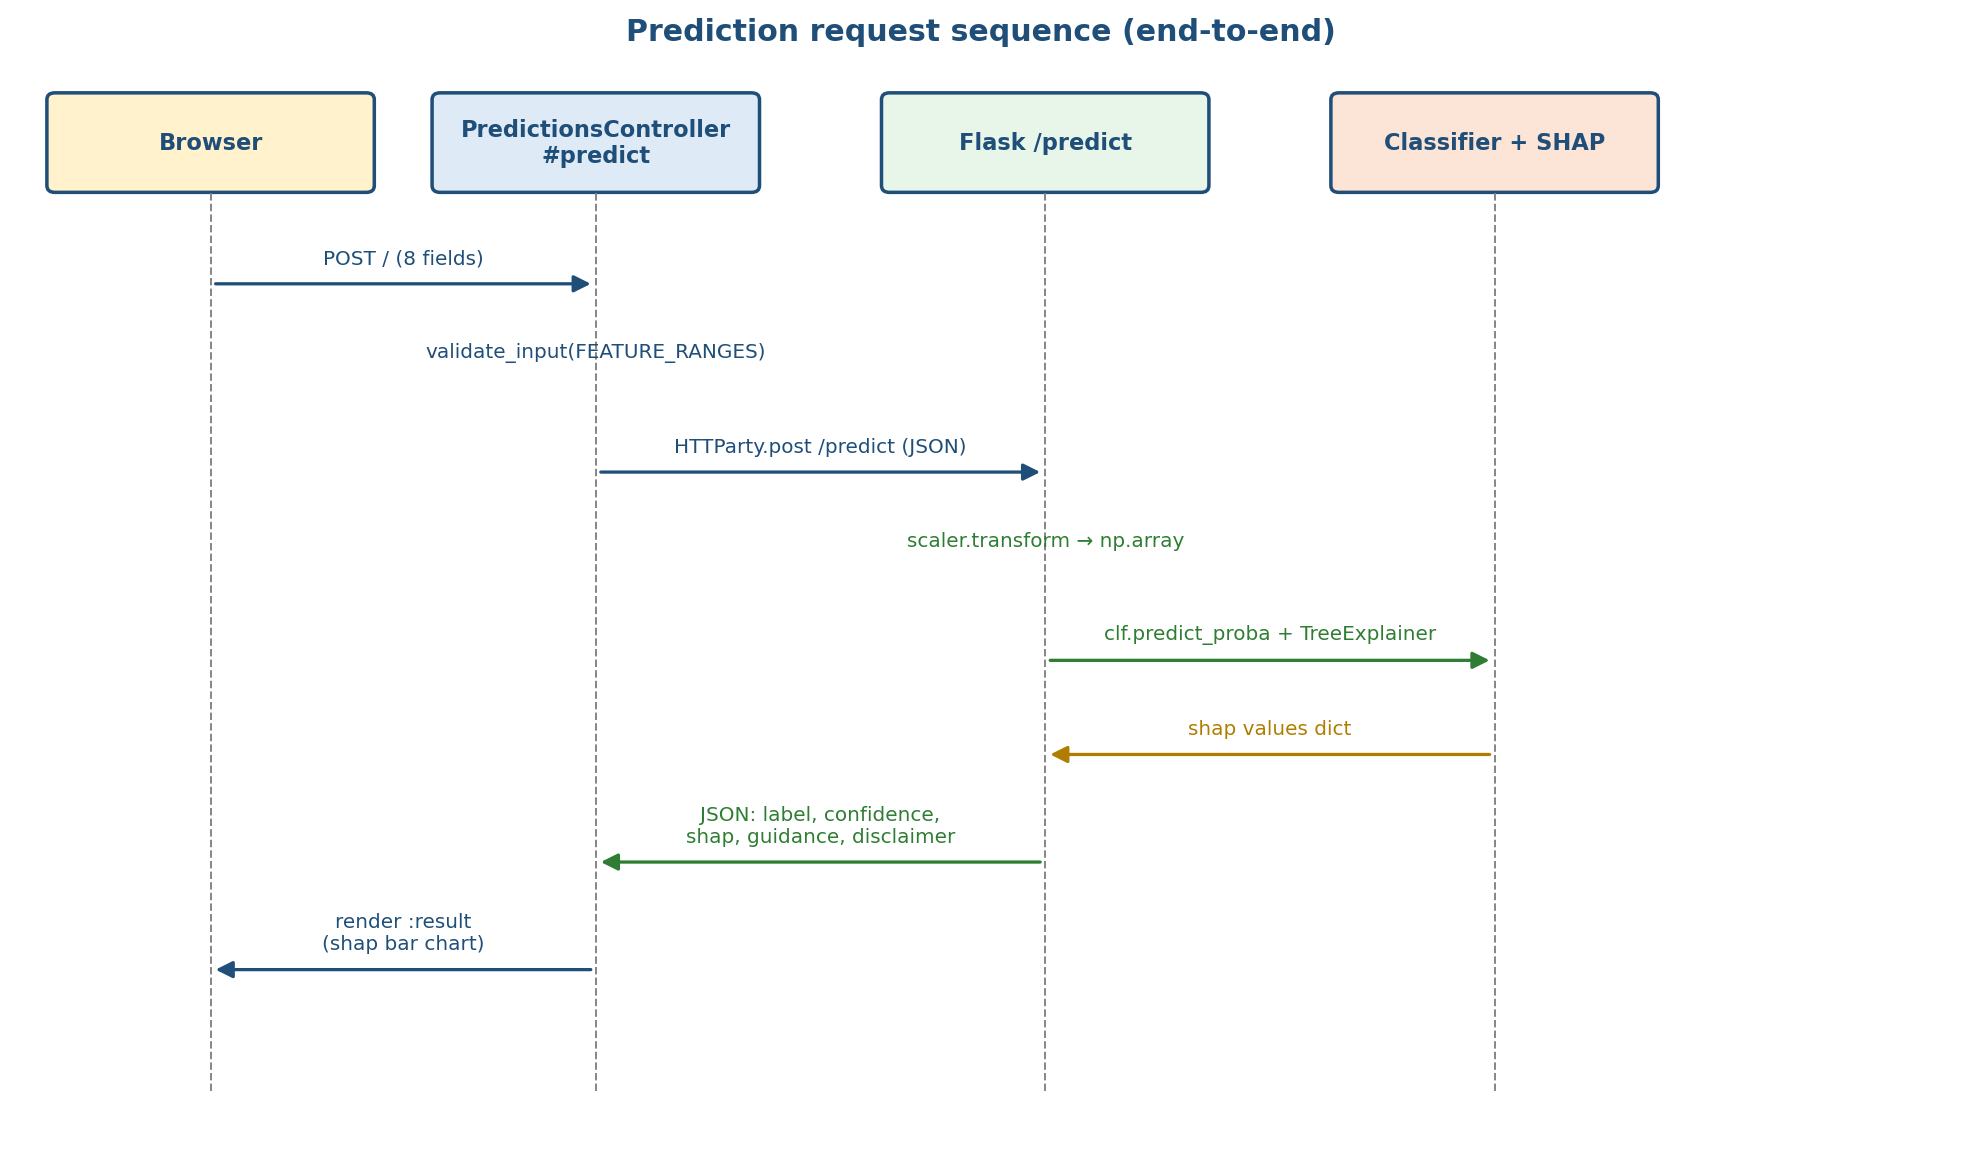 Prediction request sequence (end-to-end)
Browser
PredictionsController
#predict
Flask /predict
Classifier + SHAP
POST / (8 fields)
validate_input(FEATURE_RANGES)
HTTParty.post /predict (JSON)
scaler.transform → np.array
clf.predict_proba + TreeExplainer
shap values dict
JSON: label, confidence,
shap, guidance, disclaimer
render :result
(shap bar chart)